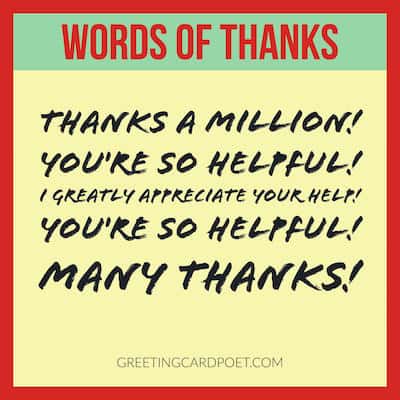 WORDS OF THANKS
THANKS A MILLION!
YOU'RE SO HELPFUL!
I GREATLY APPRECIATE YOUR HELP!
YOU'RE SO HELPFUL!
MANY THANKS!
GREETINGCARDPOET.COM